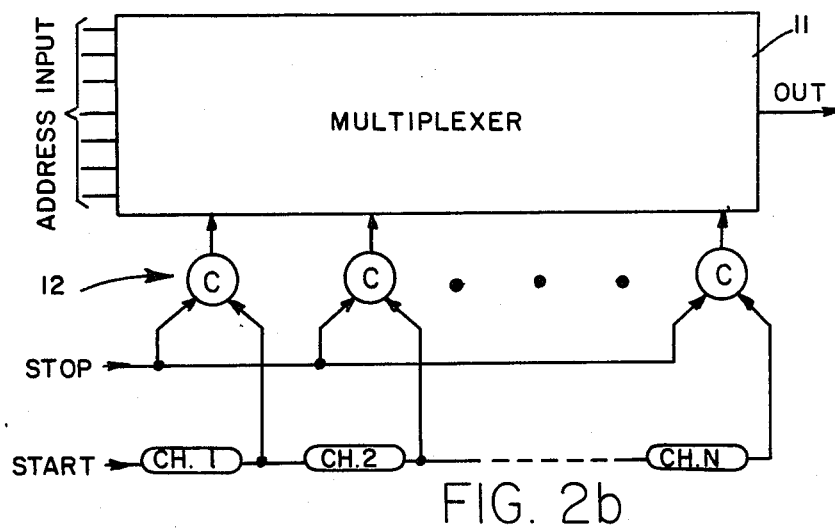 11
ADDRESS INPUT
OUT
MULTIPLEXER
12
C
C
C
STOP
START
CH. 1
CH. 2
CH. N
FIG. 2b